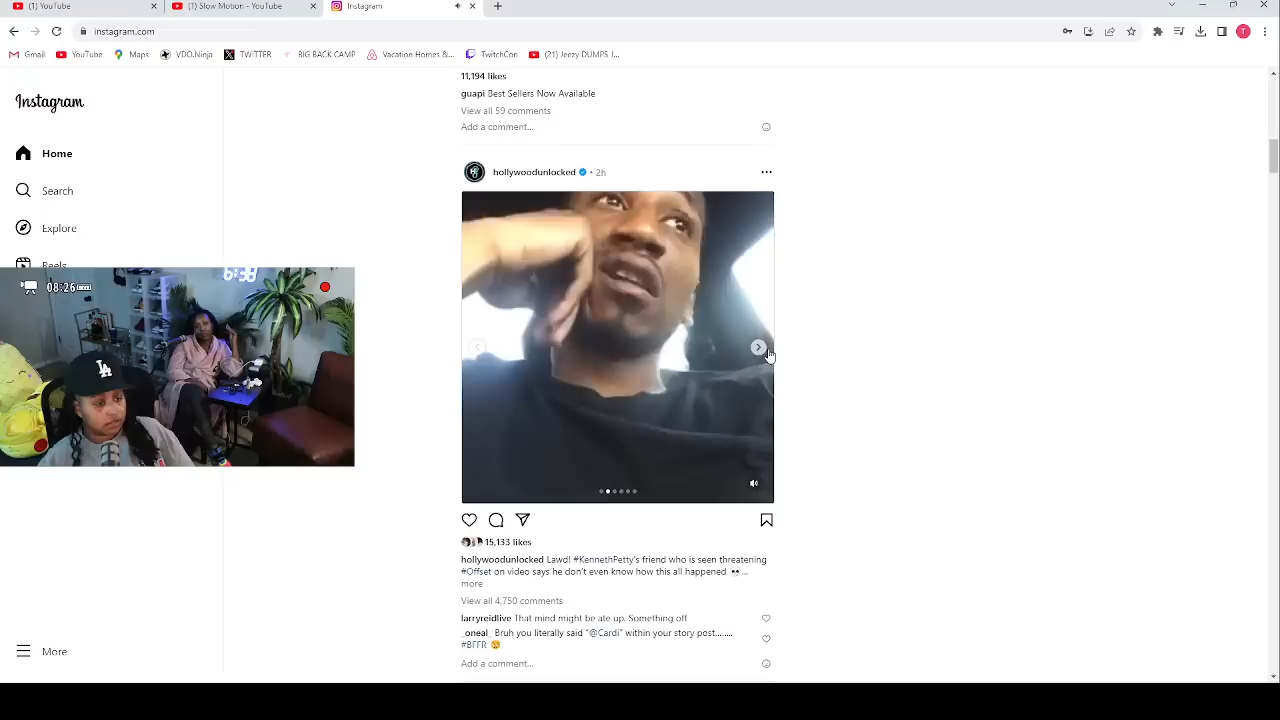 (1) YouTube
(1) Slow Motion - YouTube
Instagram
instagram.com
Gmail
YouTube
Maps
VDO.Ninja
TWITTER
BIG BACK CAMP
Vacation Homes &...
TwitchCon
(21) Jeezy DUMPS J...
T
Instagram
Home
Search
Explore
Reels
More
6:38
08:26
LA
11,194 likes
guapi Best Sellers Now Available
View all 59 comments
Add a comment...
hollywoodunlocked • 2h
15,133 likes
hollywoodunlocked Lawd! #KennethPetty's friend who is seen threatening
#Offset on video says he don't even know how this all happened 👀...
more
View all 4,750 comments
larryreidlive That mind might be ate up. Something off
_oneal_ Bruh you literally said "@Cardi" within your story post........
#BFFR 😩
Add a comment...